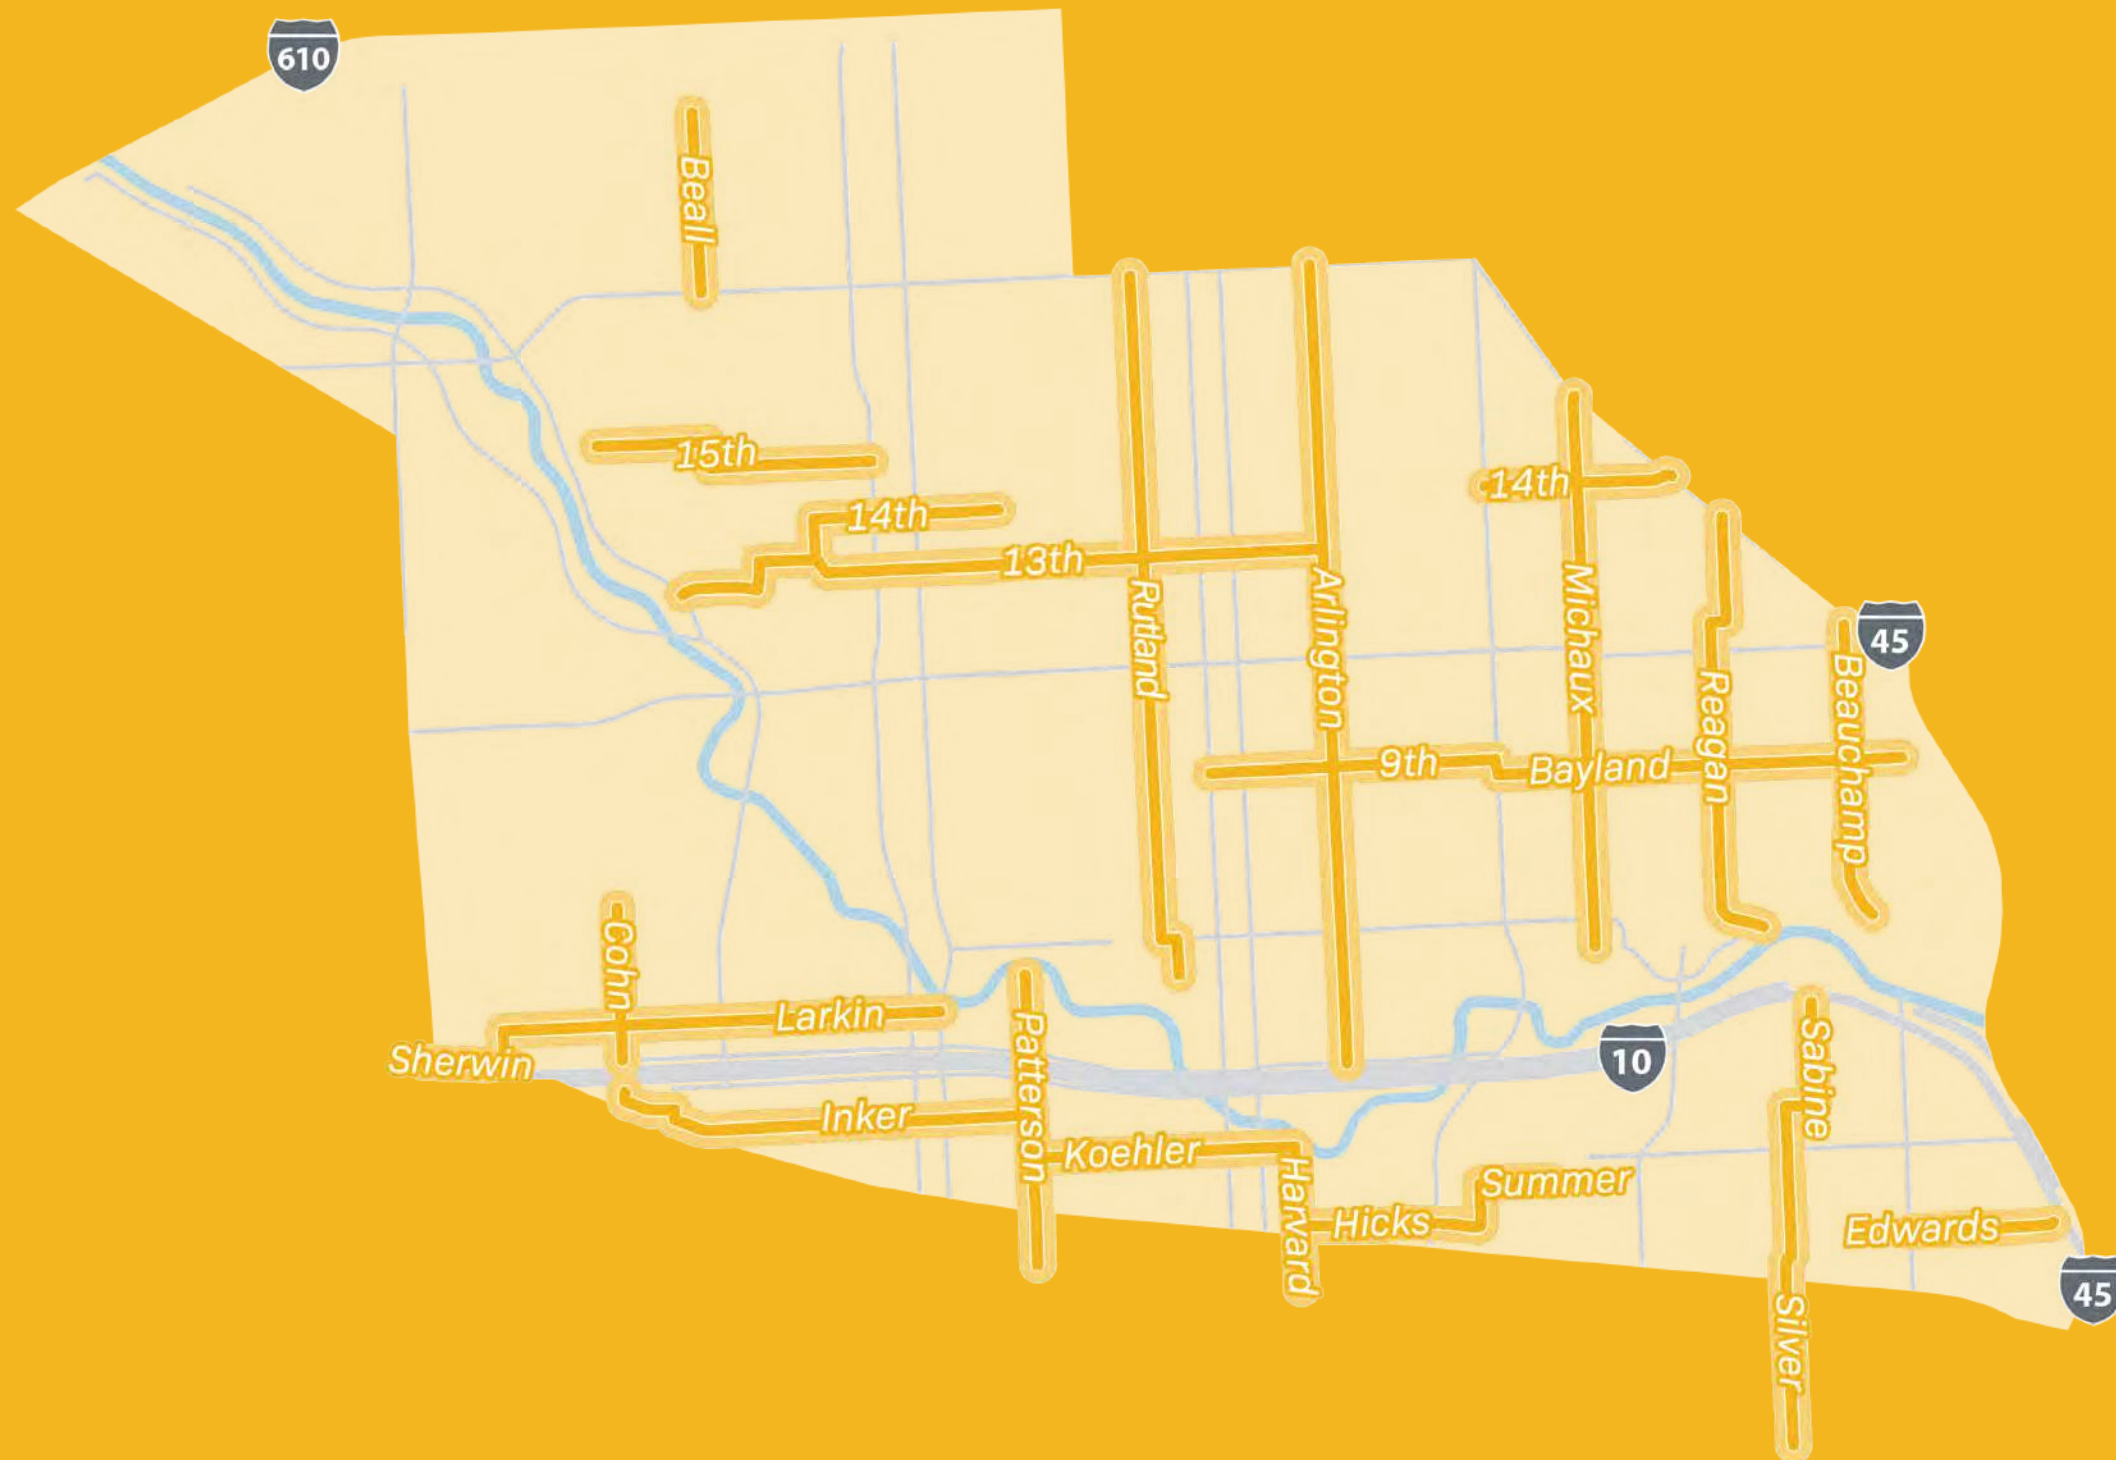 610
Beall
15th
14th
14th
13th
Rutland
Arlington
Michaux
45
Reagan
Beauchamp
9th
Bayland
Cohn
Larkin
Sherwin
Patterson
10
Sabine
Inker
Koehler
Harvard
Summer
Hicks
Edwards
45
Silver